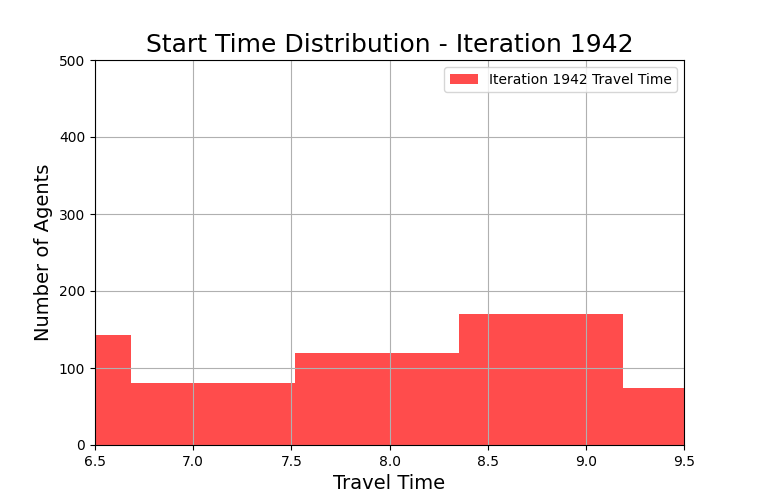 Start Time Distribution - Iteration 1942
Iteration 1942 Travel Time
Number of Agents
500
400
300
200
100
0
6.5 7.0 7.5 8.0 8.5 9.0 9.5
Travel Time